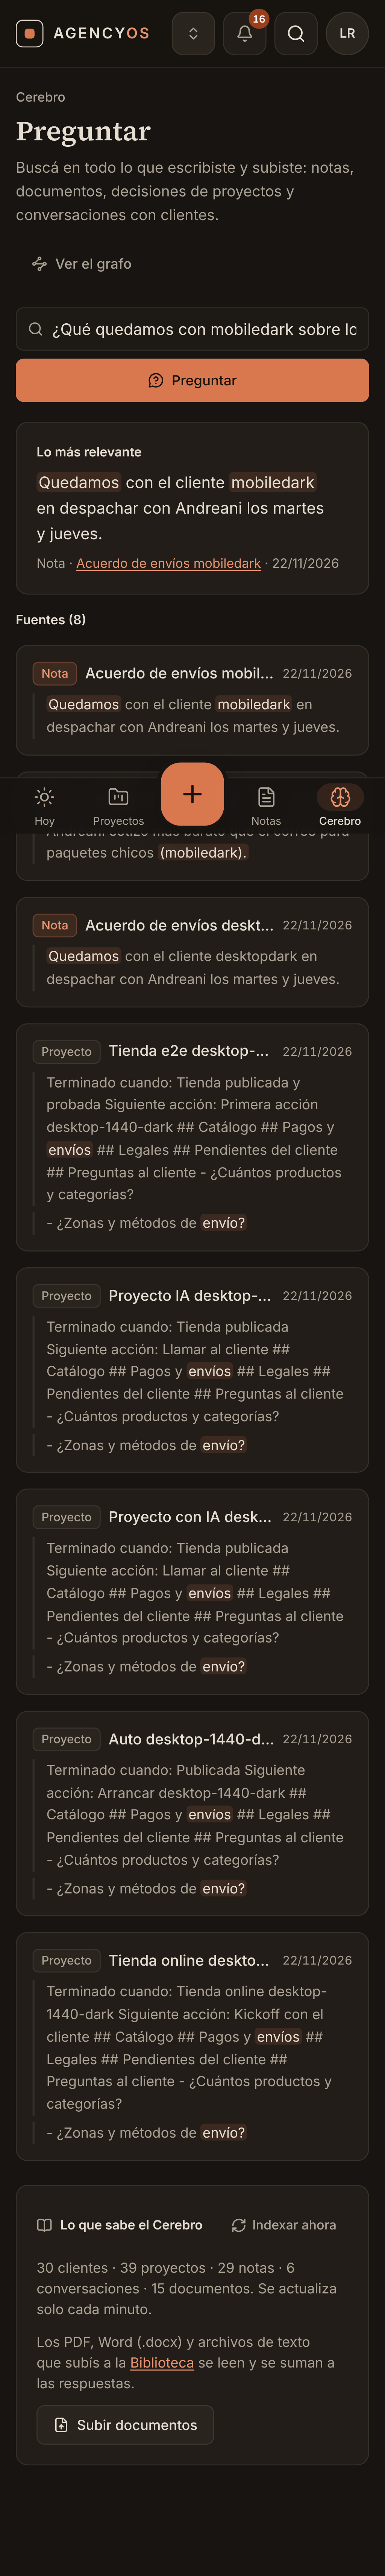 AGENCYOS
16
LR
Cerebro
Preguntar
Buscá en todo lo que escribiste y subiste: notas,
documentos, decisiones de proyectos y
conversaciones con clientes.
Ver el grafo
¿Qué quedamos con mobiledark sobre lo
Preguntar
Lo más relevante
Quedamos con el cliente mobiledark
en despachar con Andreani los martes
y jueves.
Nota · Acuerdo de envíos mobiledark · 22/11/2026
Fuentes (8)
Nota Acuerdo de envíos mobil... 22/11/2026
Quedamos con el cliente mobiledark en
despachar con Andreani los martes y jueves.
Hoy Proyectos Notas Cerebro
paquetes chicos (mobiledark).
Nota Acuerdo de envíos deskt... 22/11/2026
Quedamos con el cliente desktopdark en
despachar con Andreani los martes y jueves.
Proyecto Tienda e2e desktop-... 22/11/2026
Terminado cuando: Tienda publicada y
probada Siguiente acción: Primera acción
desktop-1440-dark ## Catálogo ## Pagos y
envíos ## Legales ## Pendientes del cliente
## Preguntas al cliente - ¿Cuántos productos
y categorías?
- ¿Zonas y métodos de envío?
Proyecto Proyecto IA desktop-... 22/11/2026
Terminado cuando: Tienda publicada
Siguiente acción: Llamar al cliente ##
Catálogo ## Pagos y envíos ## Legales ##
Pendientes del cliente ## Preguntas al cliente
- ¿Cuántos productos y categorías?
- ¿Zonas y métodos de envío?
Proyecto Proyecto con IA desk... 22/11/2026
Terminado cuando: Tienda publicada
Siguiente acción: Llamar al cliente ##
Catálogo ## Pagos y envíos ## Legales ##
Pendientes del cliente ## Preguntas al cliente
- ¿Cuántos productos y categorías?
- ¿Zonas y métodos de envío?
Proyecto Auto desktop-1440-d... 22/11/2026
Terminado cuando: Publicada Siguiente
acción: Arrancar desktop-1440-dark ##
Catálogo ## Pagos y envíos ## Legales ##
Pendientes del cliente ## Preguntas al cliente
- ¿Cuántos productos y categorías?
- ¿Zonas y métodos de envío?
Proyecto Tienda online deskto... 22/11/2026
Terminado cuando: Tienda online desktop-
1440-dark Siguiente acción: Kickoff con el
cliente ## Catálogo ## Pagos y envíos ##
Legales ## Pendientes del cliente ##
Preguntas al cliente - ¿Cuántos productos y
categorías?
- ¿Zonas y métodos de envío?
Lo que sabe el Cerebro Indexar ahora
30 clientes · 39 proyectos · 29 notas · 6
conversaciones · 15 documentos. Se actualiza
solo cada minuto.
Los PDF, Word (.docx) y archivos de texto
que subís a la Biblioteca se leen y se suman a
las respuestas.
Subir documentos